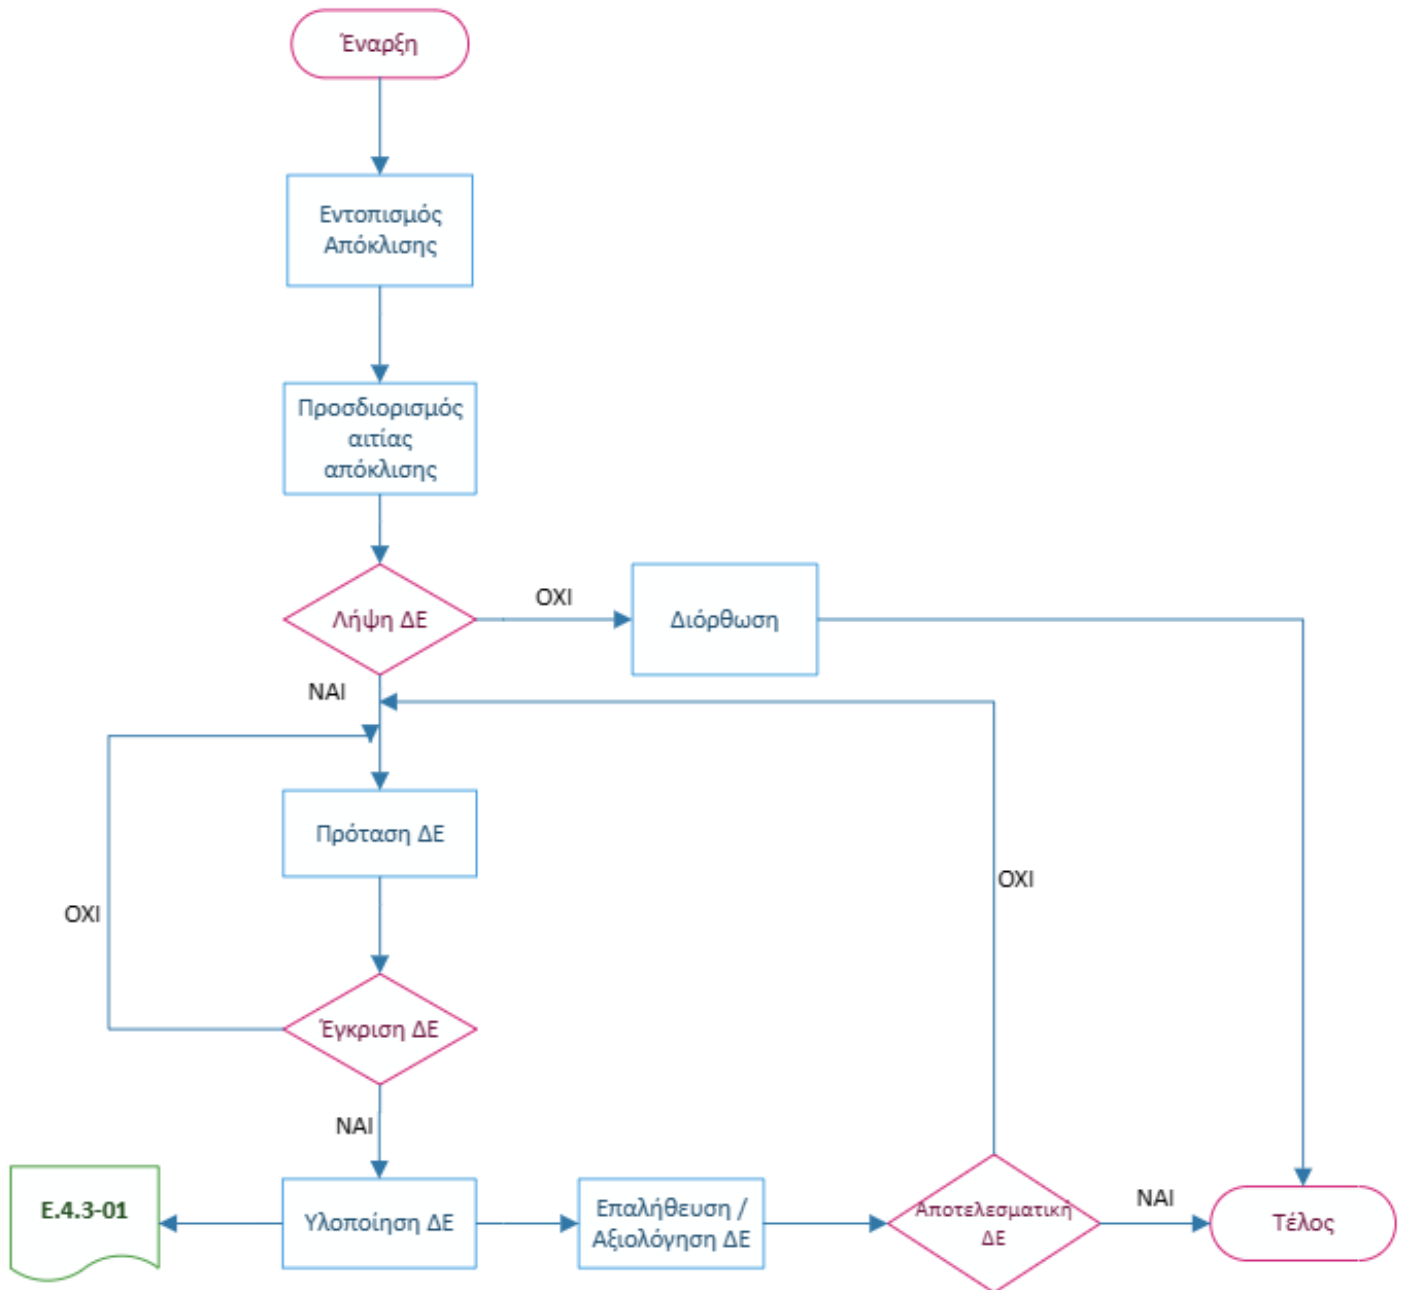 Έναρξη
Εντοπισμός
Απόκλισης
Προσδιορισμός
αιτίας
απόκλισης
Λήψη ΔΕ
ΟΧΙ
Διόρθωση
ΝΑΙ
Πρόταση ΔΕ
ΟΧΙ
ΟΧΙ
Έγκριση ΔΕ
ΝΑΙ
Ε.4.3-01
Υλοποίηση ΔΕ
Επαλήθευση /
Αξιολόγηση ΔΕ
Αποτελεσματική
ΔΕ
ΝΑΙ
Τέλος